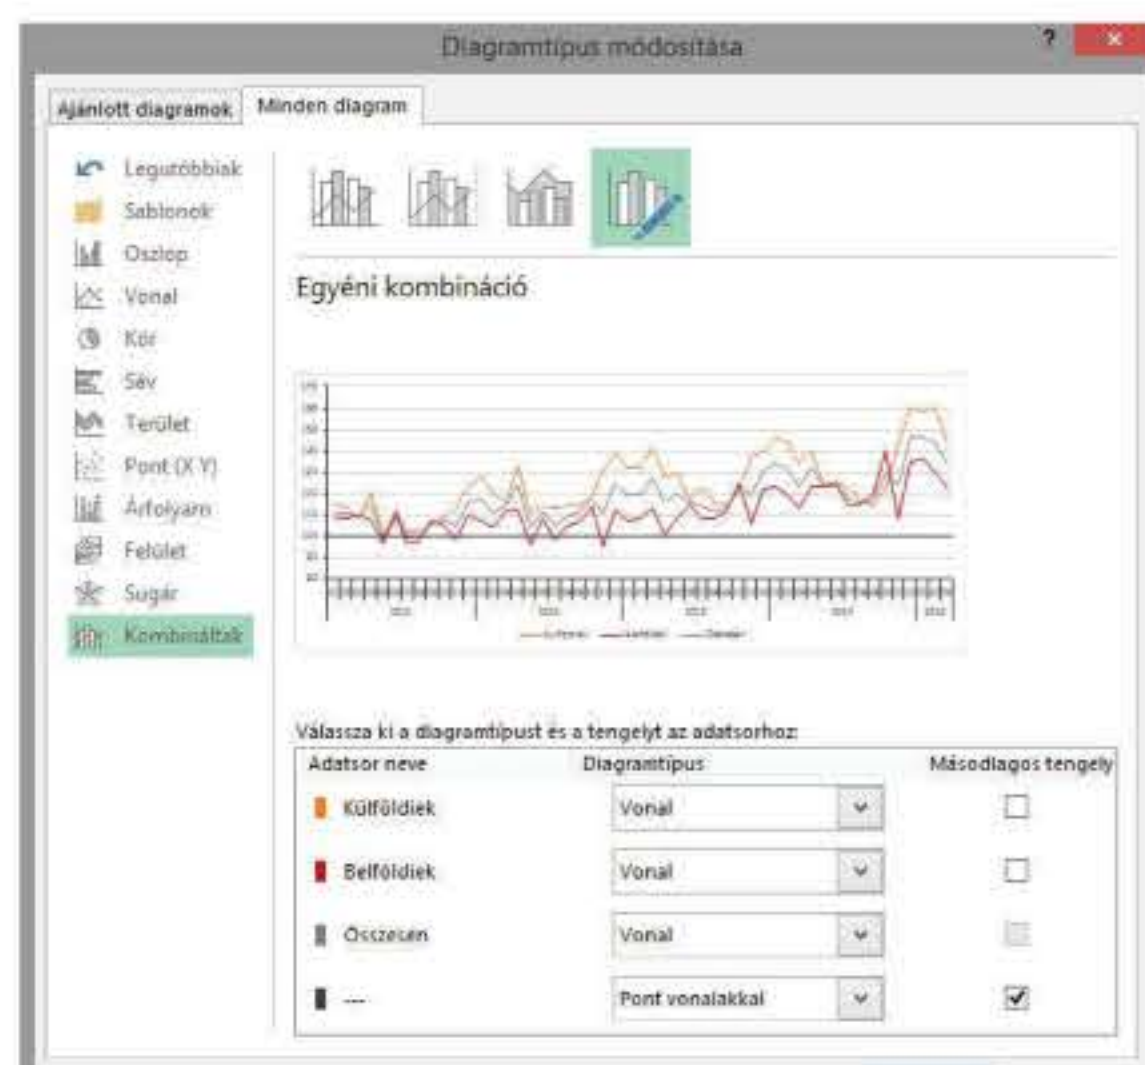 Diagramtípus módosítása
?
Ajánlott diagramok Minden diagram
Legutóbbiak
Sablonok
Oszlop
Vonal
Kör
Sáv
Terület
Pont (X Y)
Árfolyam
Felület
Sugár
Kombináltak
Egyéni kombináció
Válassza ki a diagramtípust és a tengelyt az adatsorhoz:
Adatsor neve Diagramtípus Másodlagos tengely
Külföldiek Vonal
Belföldiek Vonal
Összesen Vonal
--- Pont vonalakkal